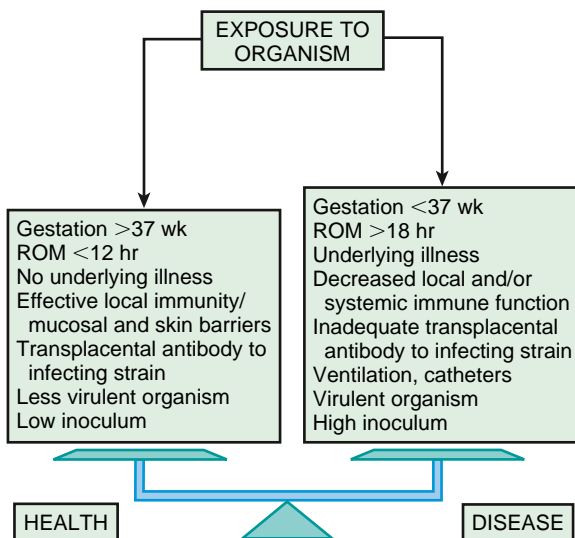 EXPOSURE TO
ORGANISM
Gestation >37 wk
ROM <12 hr
No underlying illness
Effective local immunity/
mucosal and skin barriers
Transplacental antibody to
infecting strain
Less virulent organism
Low inoculum
Gestation <37 wk
ROM >18 hr
Underlying illness
Decreased local and/or
systemic immune function
Inadequate transplacental
antibody to infecting strain
Ventilation, catheters
Virulent organism
High inoculum
HEALTH
DISEASE